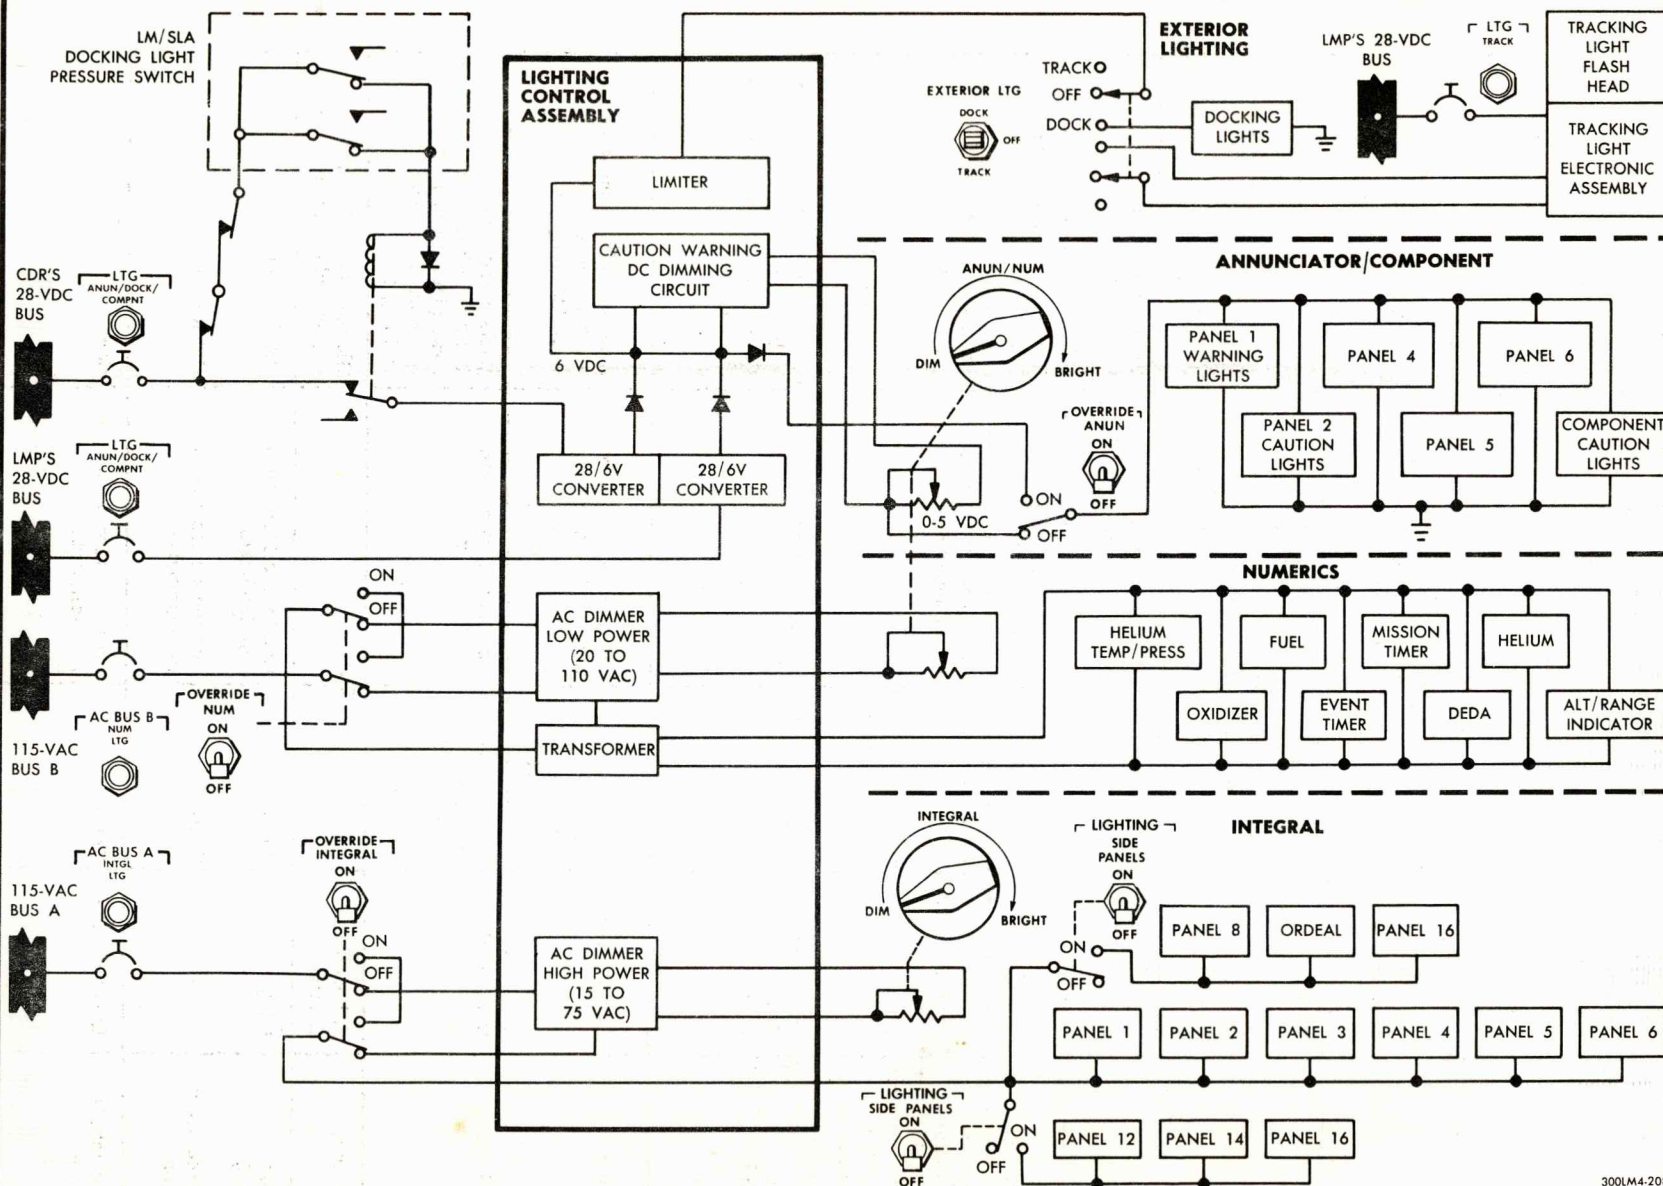 LM/SLA
DOCKING LIGHT
PRESSURE SWITCH
LIGHTING
CONTROL
ASSEMBLY
LIMITER
CAUTION WARNING
DC DIMMING
CIRCUIT
6 VDC
28/6V
CONVERTER
28/6V
CONVERTER
CDR'S
28-VDC
BUS
LTG
ANUN/DOCK/
COMPNT
LMP'S
28-VDC
BUS
LTG
ANUN/DOCK/
COMPNT
EXTERIOR
LIGHTING
EXTERIOR LTG
DOCK
OFF
TRACK
TRACK
OFF
DOCK
DOCKING
LIGHTS
LMP'S 28-VDC
BUS
LTG
TRACK
TRACKING
LIGHT
FLASH
HEAD
TRACKING
LIGHT
ELECTRONIC
ASSEMBLY
ANNUNCIATOR/COMPONENT
ANUN/NUM
DIM
BRIGHT
OVERRIDE
ANUN
ON
OFF
0-5 VDC
ON
OFF
PANEL 1
WARNING
LIGHTS
PANEL 4
PANEL 6
PANEL 2
CAUTION
LIGHTS
PANEL 5
COMPONENT
CAUTION
LIGHTS
NUMERICS
ON
OFF
AC DIMMER
LOW POWER
(20 TO
110 VAC)
TRANSFORMER
OVERRIDE
NUM
ON
OFF
AC BUS B
NUM
LTG
115-VAC
BUS B
HELIUM
TEMP/PRESS
FUEL
MISSION
TIMER
HELIUM
OXIDIZER
EVENT
TIMER
DEDA
ALT/RANGE
INDICATOR
INTEGRAL
AC BUS A
INTGL
LTG
115-VAC
BUS A
OVERRIDE
INTEGRAL
ON
OFF
ON
OFF
AC DIMMER
HIGH POWER
(15 TO
75 VAC)
INTEGRAL
DIM
BRIGHT
LIGHTING
SIDE
PANELS
ON
OFF
ON
OFF
PANEL 8
ORDEAL
PANEL 16
PANEL 1
PANEL 2
PANEL 3
PANEL 4
PANEL 5
PANEL 6
LIGHTING
SIDE PANELS
ON
OFF
ON
OFF
PANEL 12
PANEL 14
PANEL 16